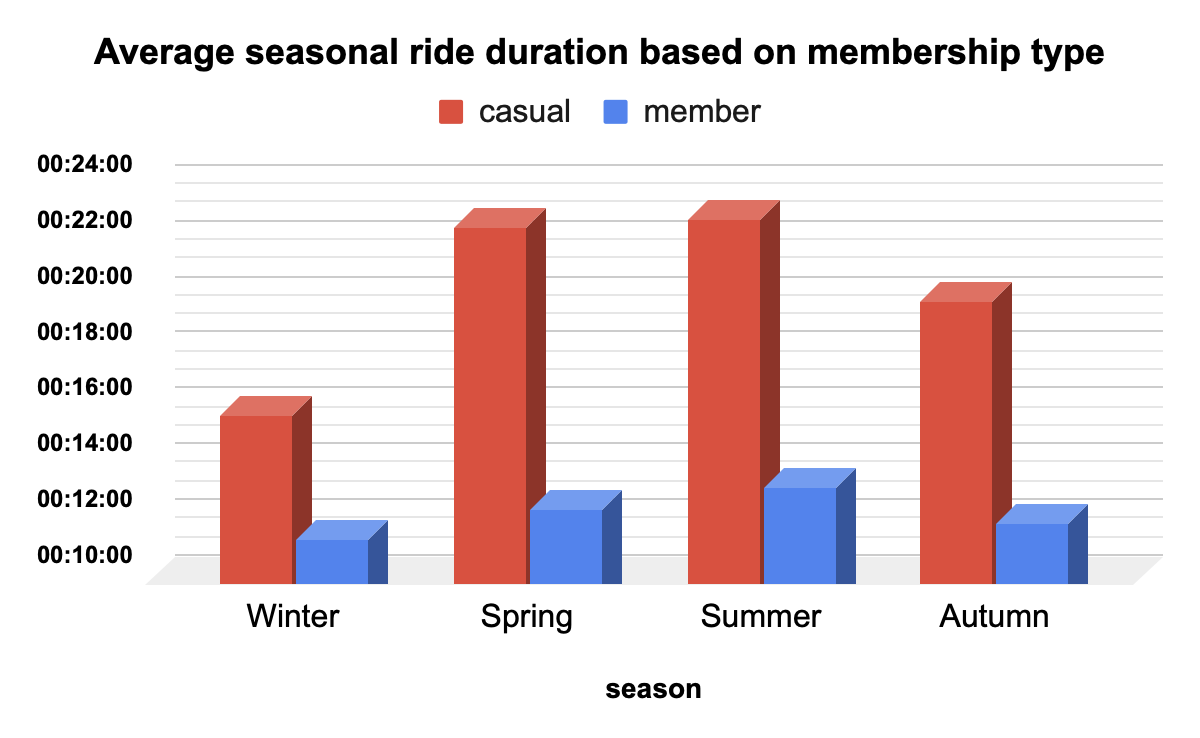 Average seasonal ride duration based on membership type
casual member
00:24:00
00:22:00
00:20:00
00:18:00
00:16:00
00:14:00
00:12:00
00:10:00
Winter Spring Summer Autumn
season